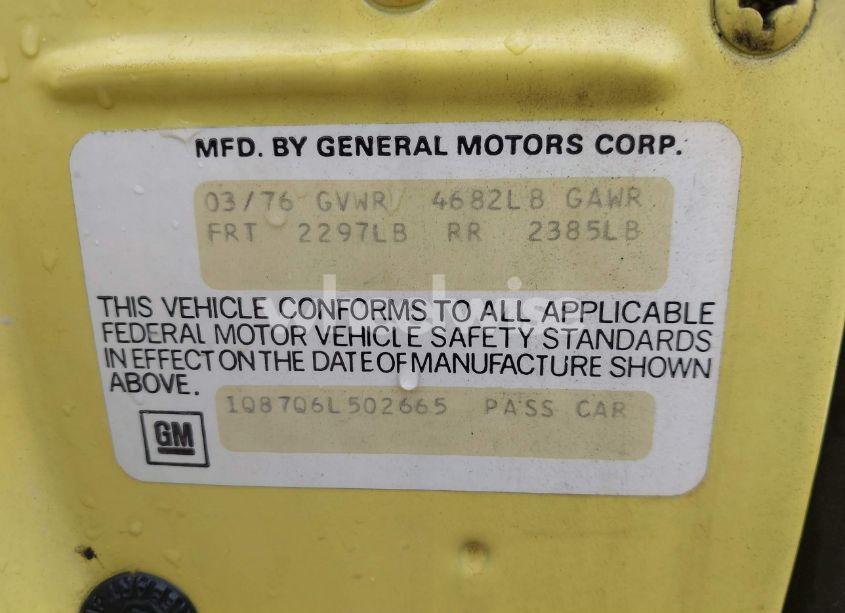 MFD. BY GENERAL MOTORS CORP.
03/76 GVWR 4682LB GAWR
FRT 2297LB RR 2385LB
THIS VEHICLE CONFORMS TO ALL APPLICABLE
FEDERAL MOTOR VEHICLE SAFETY STANDARDS
IN EFFECT ON THE DATE OF MANUFACTURE SHOWN
ABOVE.
1Q87Q6L502665 PASS CAR
GM